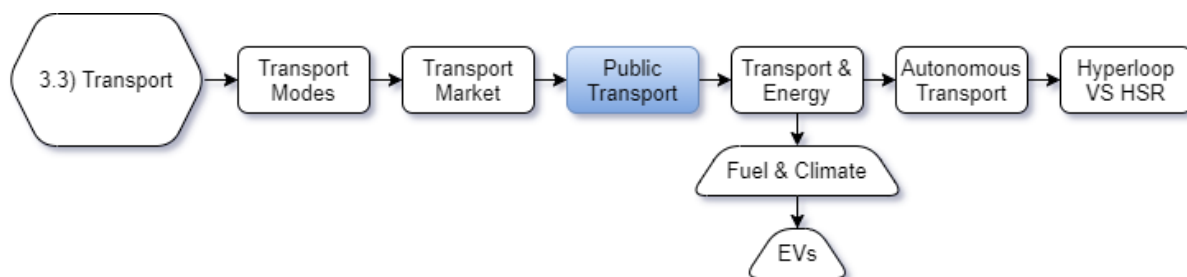 3.3) Transport
Transport
Modes
Transport
Market
Public
Transport
Transport &
Energy
Autonomous
Transport
Hyperloop
VS HSR
Fuel & Climate
EVs